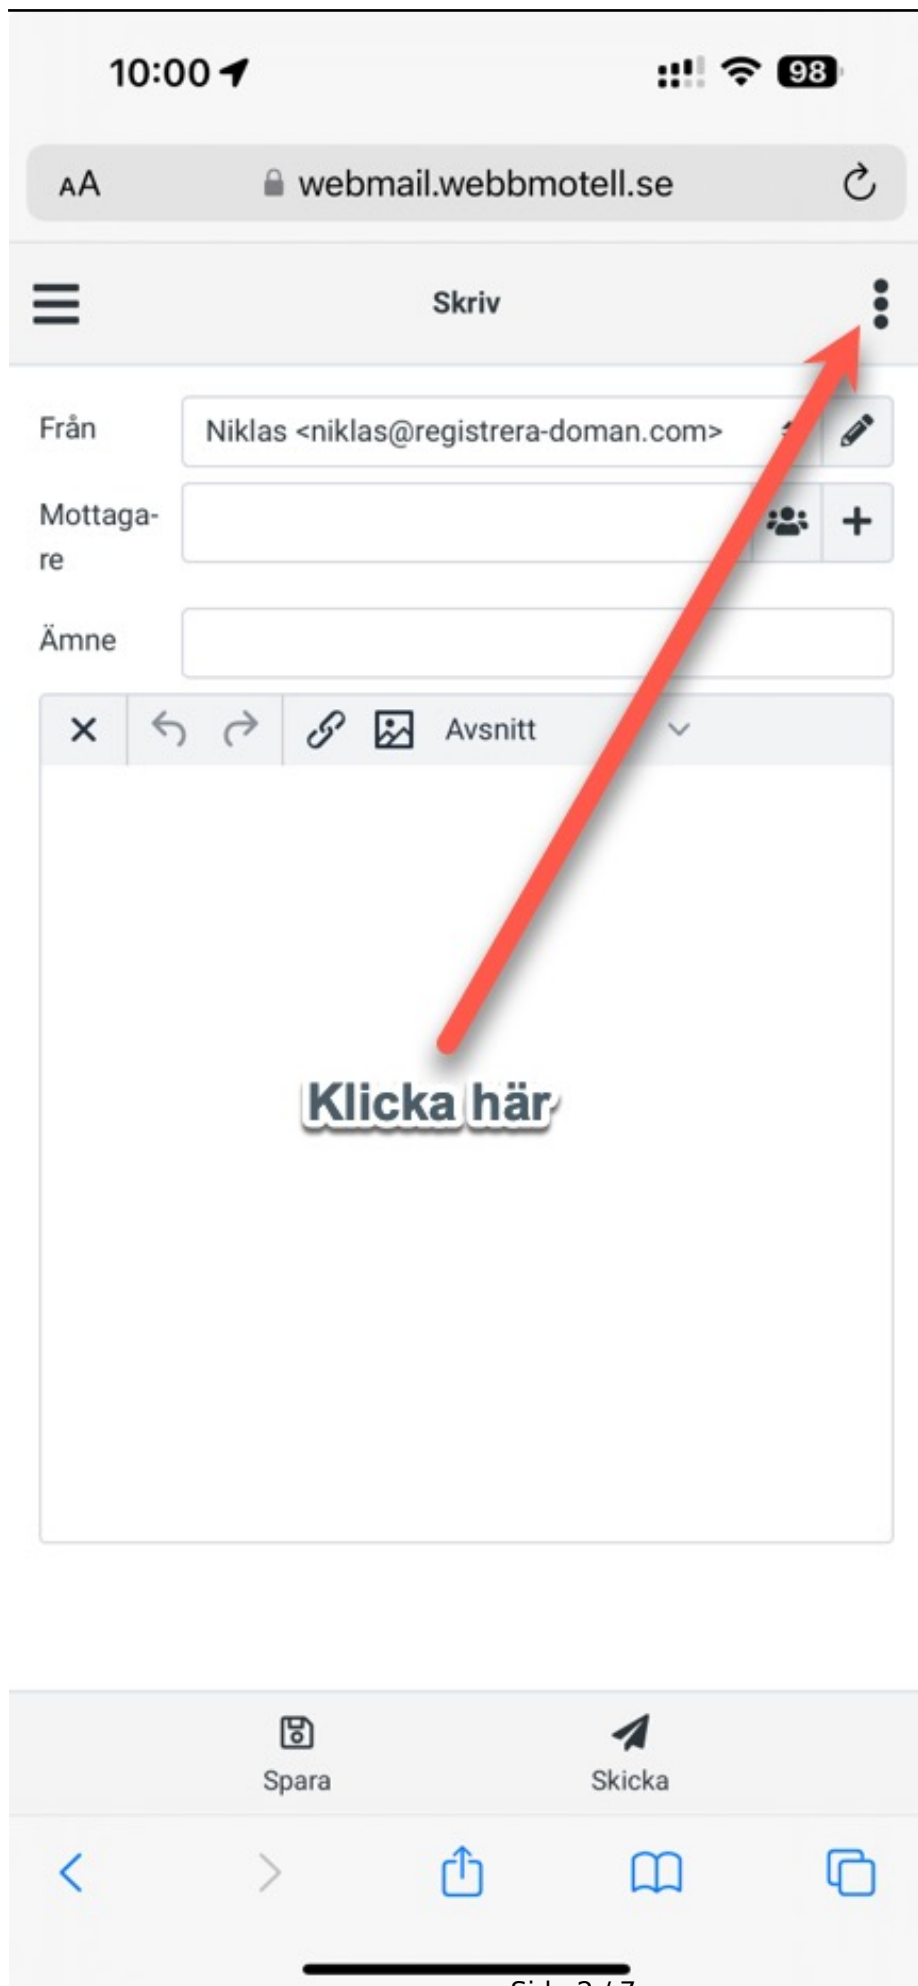 10:00
98
AA webmail.webbmotell.se
Skriv
Från Niklas <niklas@registrera-doman.com>
Mottaga-
re
Ämne
Avsnitt
Klicka här
Spara Skicka